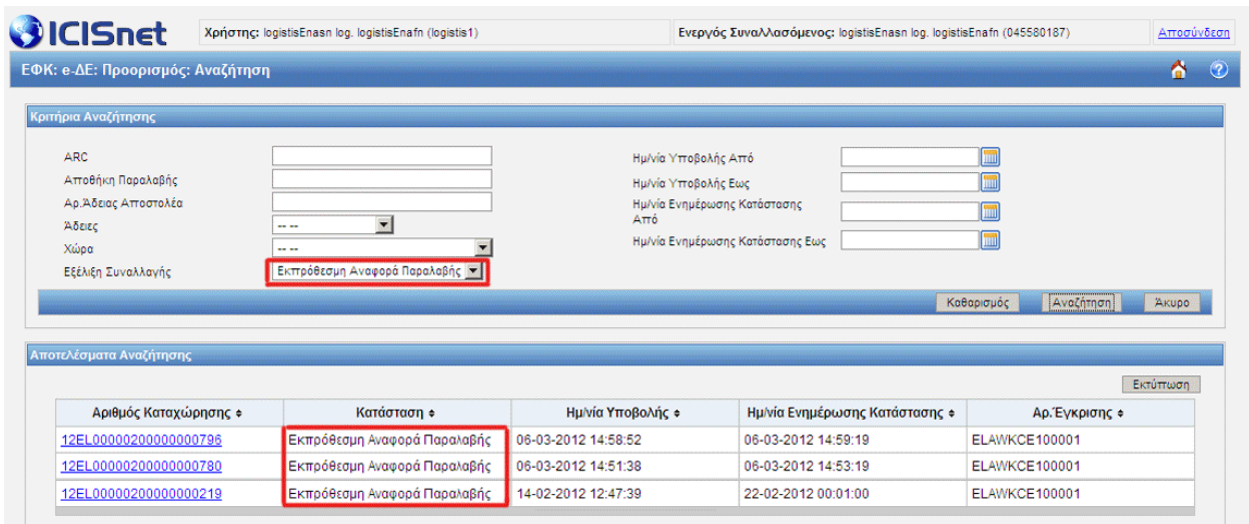 ICISnet
Χρήστης: logistisEnasn log. logistisEnafn (logistis1)
Ενεργός Συναλλασόμενος: logistisEnasn log. logistisEnafn (045580187)
Αποσύνδεση
ΕΦΚ: e-ΔΕ: Προορισμός: Αναζήτηση
Κριτήρια Αναζήτησης
ARC
Ημ/νία Υποβολής Από
Αποθήκη Παραλαβής
Ημ/νία Υποβολής Εως
Αρ.Άδειας Αποστολέα
Ημ/νία Ενημέρωσης Κατάστασης
Από
Άδειες -- --
Χώρα -- --
Ημ/νία Ενημέρωσης Κατάστασης Εως
Εξέλιξη Συναλλαγής Εκπρόθεσμη Αναφορά Παραλαβής
Καθαρισμός Αναζήτηση Άκυρο
Αποτελέσματα Αναζήτησης
Εκτύπωση
Αριθμός Καταχώρησης Κατάσταση Ημ/νία Υποβολής Ημ/νία Ενημέρωσης Κατάστασης Αρ.Έγκρισης
12EL00000200000000796 Εκπρόθεσμη Αναφορά Παραλαβής 06-03-2012 14:58:52 06-03-2012 14:59:19 ELAWKCE100001
12EL00000200000000780 Εκπρόθεσμη Αναφορά Παραλαβής 06-03-2012 14:51:38 06-03-2012 14:53:19 ELAWKCE100001
12EL00000200000000219 Εκπρόθεσμη Αναφορά Παραλαβής 14-02-2012 12:47:39 22-02-2012 00:01:00 ELAWKCE100001